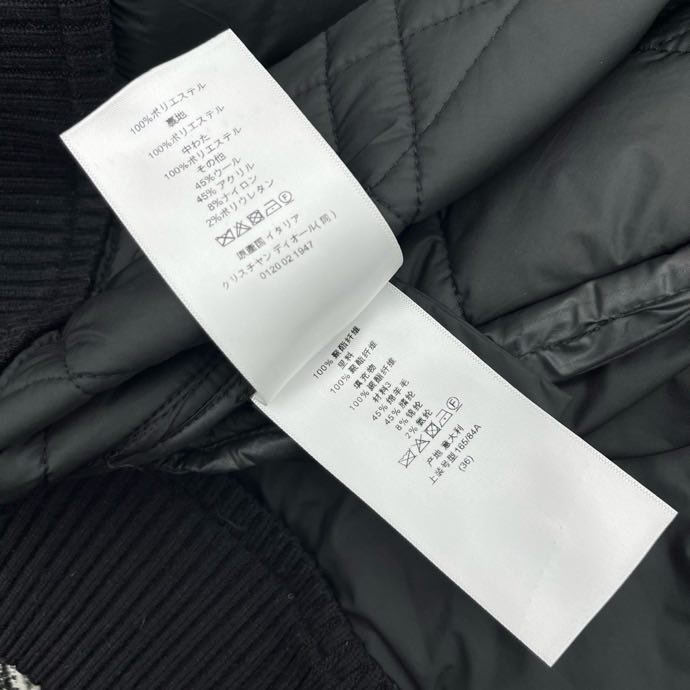 100%ポリエステル
裏地
100%ポリエステル
中わた
100%ポリエステル
その他
45%ウール
45%アクリル
8%ナイロン
2%ポリウレタン
原産国 イタリア
クリスチャン ディオール(同)
0120 02 1947
100% 聚酯纤维
里料
100% 聚酯纤维
填充物
100% 聚酯纤维
材料3
45% 绵羊毛
45% 腈纶
8% 锦纶
2% 氨纶
产地 意大利
上装号型 165/84A
(36)